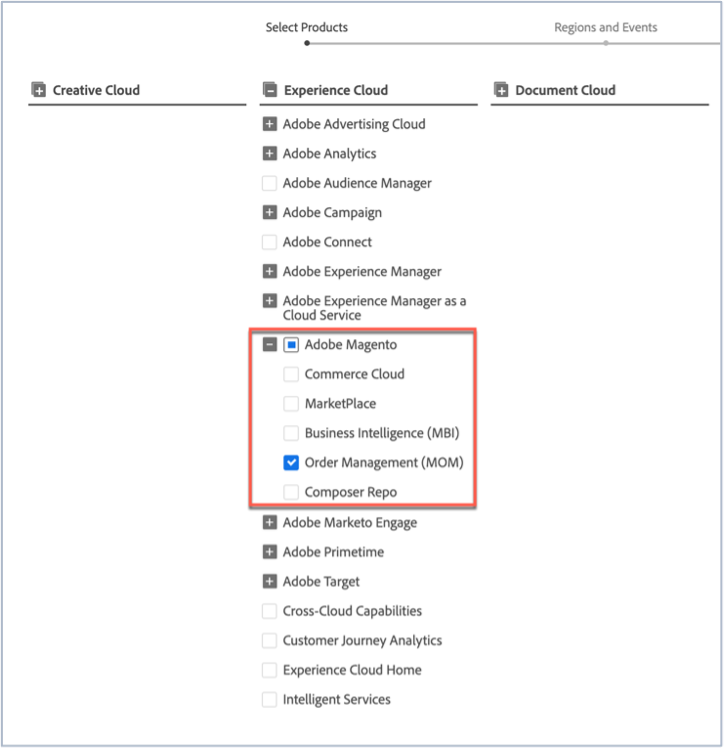 Select Products
Regions and Events
Creative Cloud
Experience Cloud
Document Cloud
Adobe Advertising Cloud
Adobe Analytics
Adobe Audience Manager
Adobe Campaign
Adobe Connect
Adobe Experience Manager
Adobe Experience Manager as a
Cloud Service
Adobe Magento
Commerce Cloud
MarketPlace
Business Intelligence (MBI)
Order Management (MOM)
Composer Repo
Adobe Marketo Engage
Adobe Primetime
Adobe Target
Cross-Cloud Capabilities
Customer Journey Analytics
Experience Cloud Home
Intelligent Services